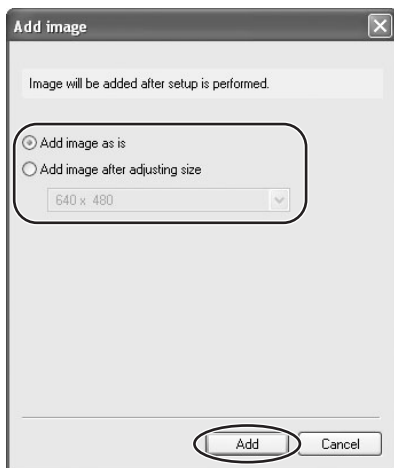 Add image
Image will be added after setup is performed.
Add image as is
Add image after adjusting size
640 x 480
Add Cancel